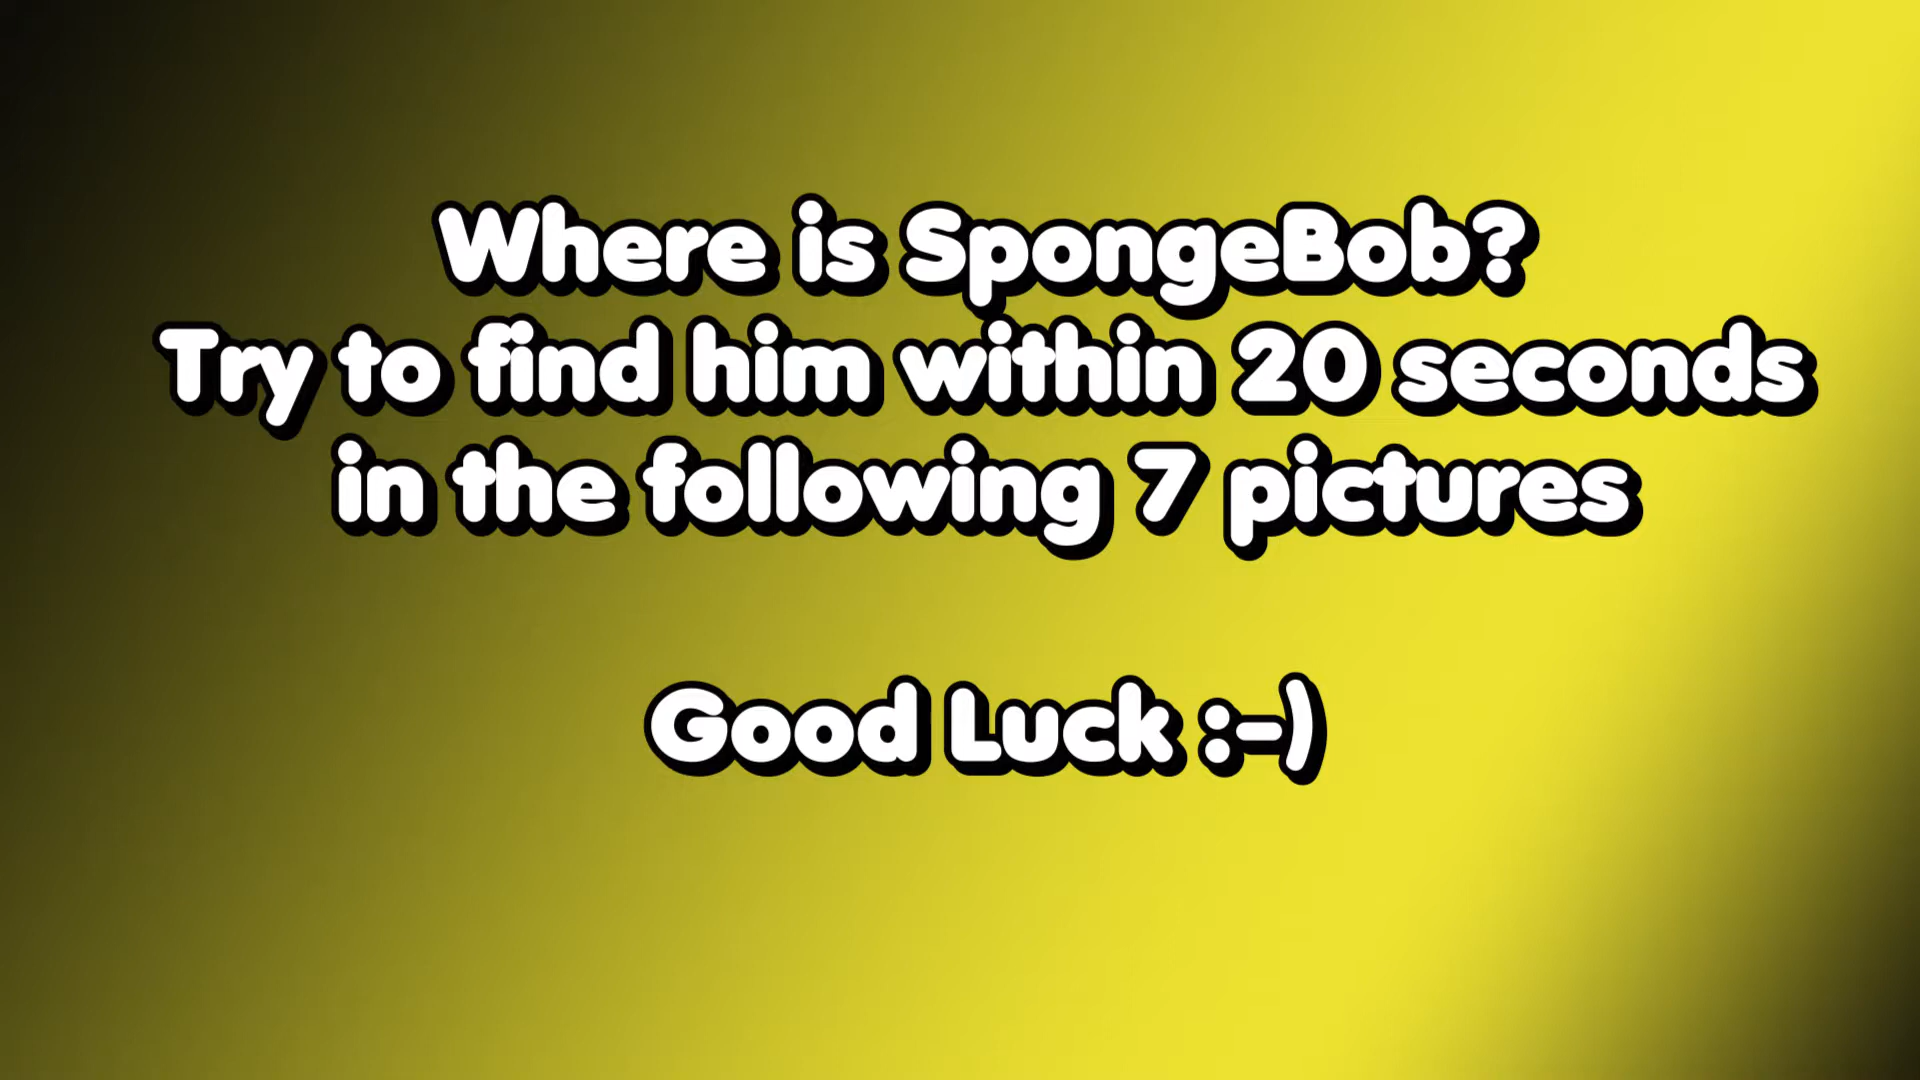 Where is SpongeBob?
Try to find him within 20 seconds
in the following 7 pictures
Good Luck :-)